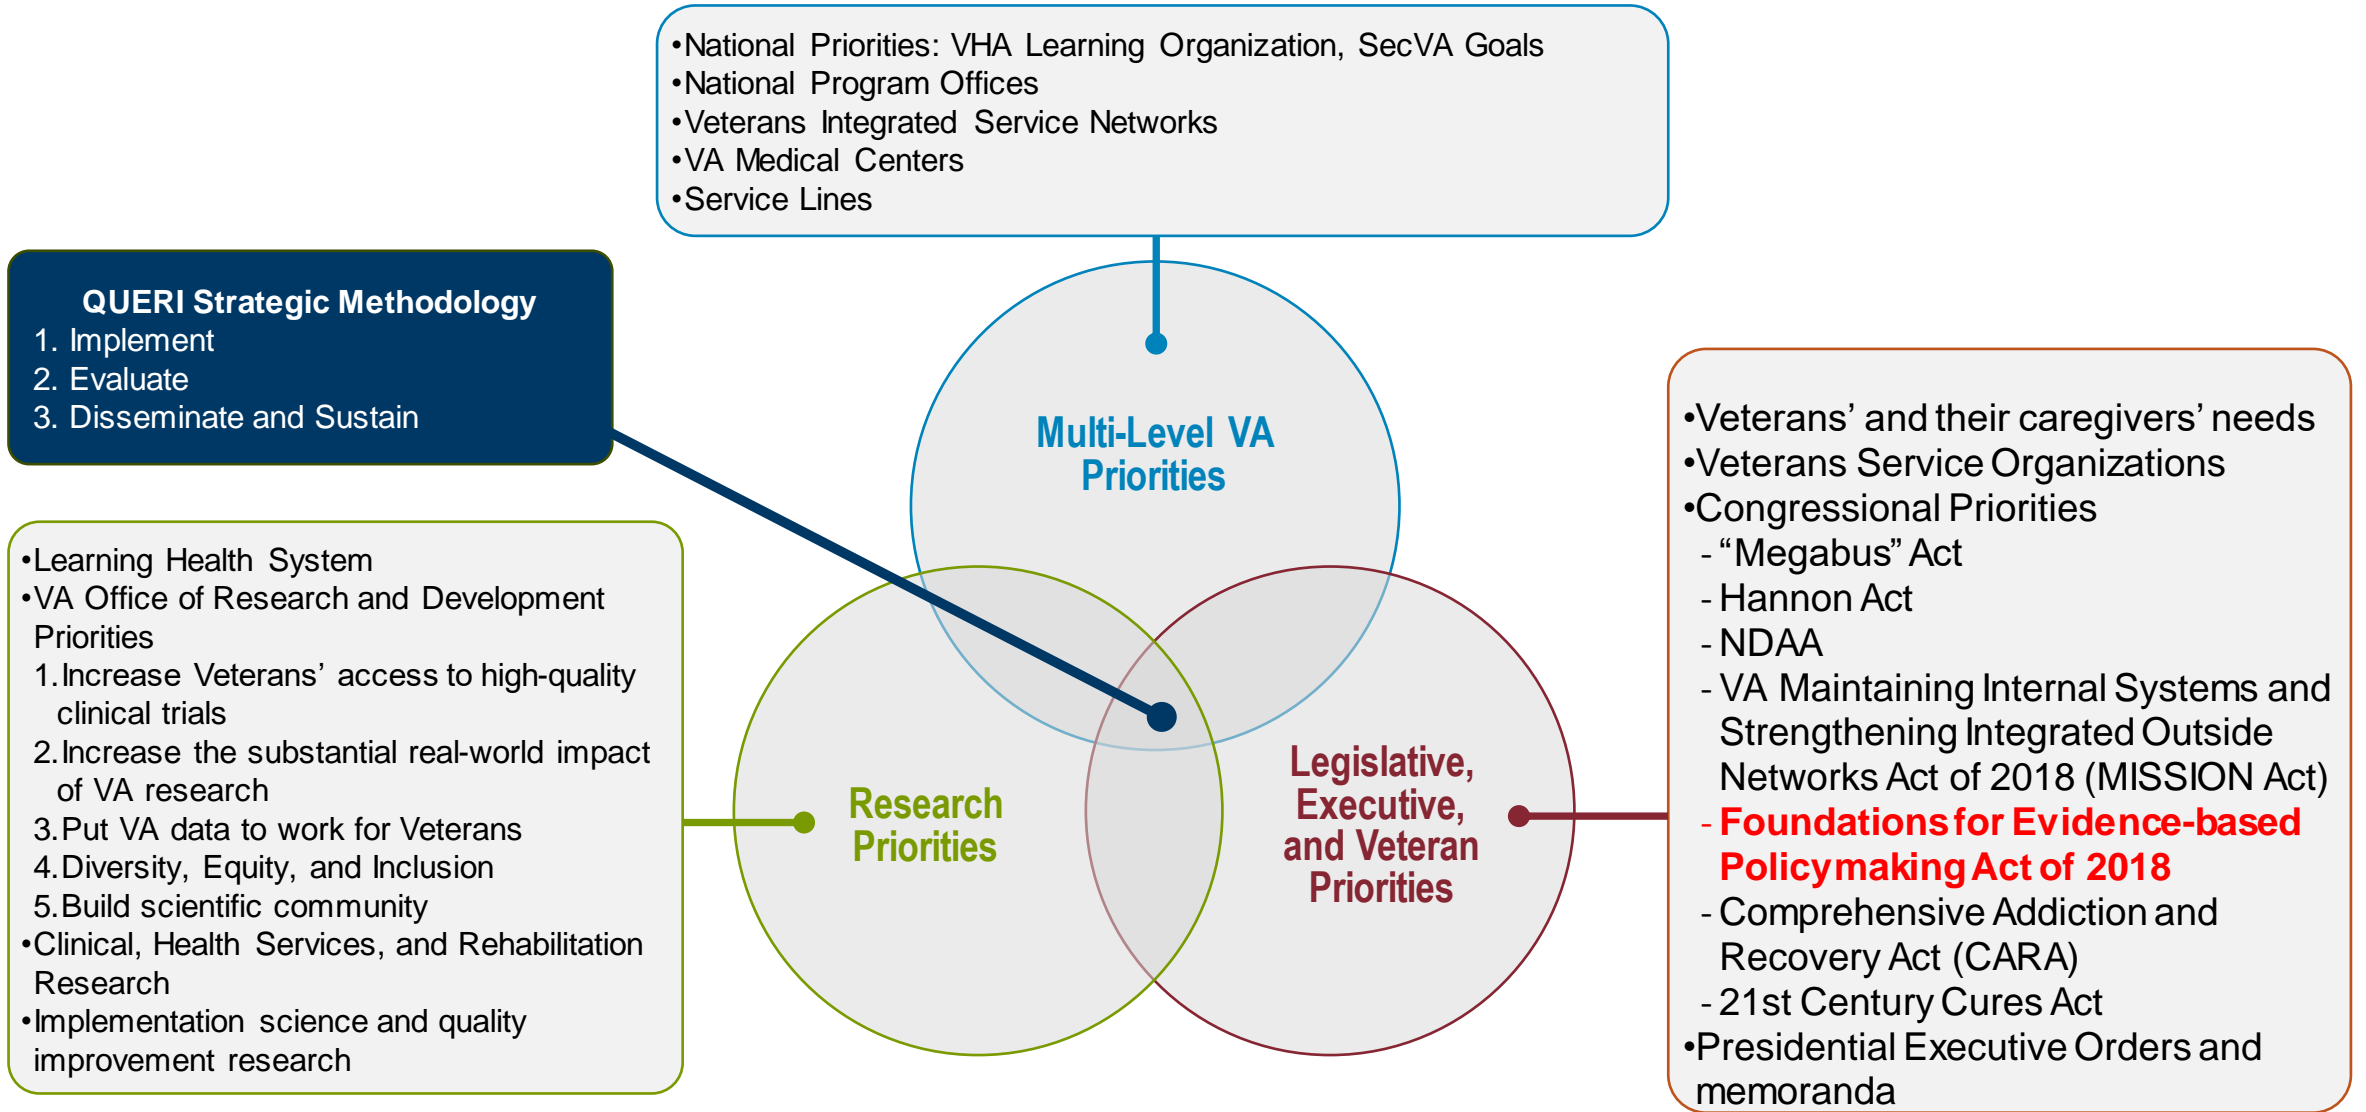 •National Priorities: VHA Learning Organization, SecVA Goals
•National Program Offices
•Veterans Integrated Service Networks
•VA Medical Centers
•Service Lines
QUERI Strategic Methodology
1. Implement
2. Evaluate
3. Disseminate and Sustain
•Learning Health System
•VA Office of Research and Development
Priorities
1.Increase Veterans’ access to high-quality
clinical trials
2.Increase the substantial real-world impact
of VA research
3.Put VA data to work for Veterans
4.Diversity, Equity, and Inclusion
5.Build scientific community
•Clinical, Health Services, and Rehabilitation
Research
•Implementation science and quality
improvement research
Multi-Level VA
Priorities
Research
Priorities
Legislative,
Executive,
and Veteran
Priorities
•Veterans’ and their caregivers’ needs
•Veterans Service Organizations
•Congressional Priorities
- “Megabus” Act
- Hannon Act
- NDAA
- VA Maintaining Internal Systems and
Strengthening Integrated Outside
Networks Act of 2018 (MISSION Act)
- Foundations for Evidence-based
Policymaking Act of 2018
- Comprehensive Addiction and
Recovery Act (CARA)
- 21st Century Cures Act
•Presidential Executive Orders and
memoranda